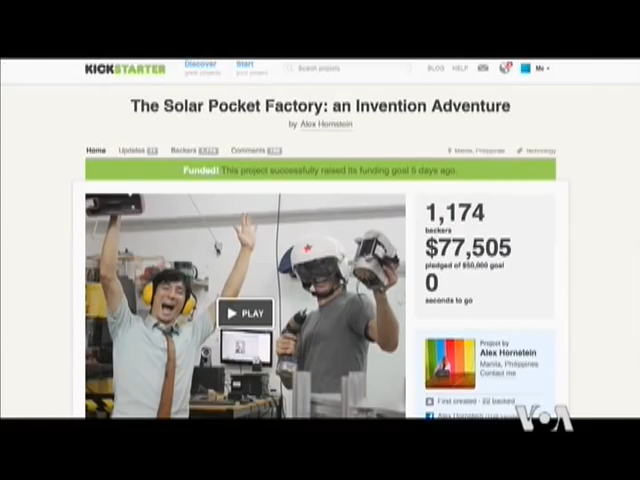 KICKSTARTER
Discover
great projects
Start
your project
Search projects
BLOG HELP Me
The Solar Pocket Factory: an Invention Adventure
by Alex Hornstein
Home Updates Backers Comments
Manila, Philippines Technology
Funded! This project successfully raised its funding goal 5 days ago.
1,174
backers
$77,505
pledged of $50,000 goal
0
seconds to go
PLAY
Project by
Alex Hornstein
Manila, Philippines
Contact me
First created · 22 backed
Alex Hornstein
VOA